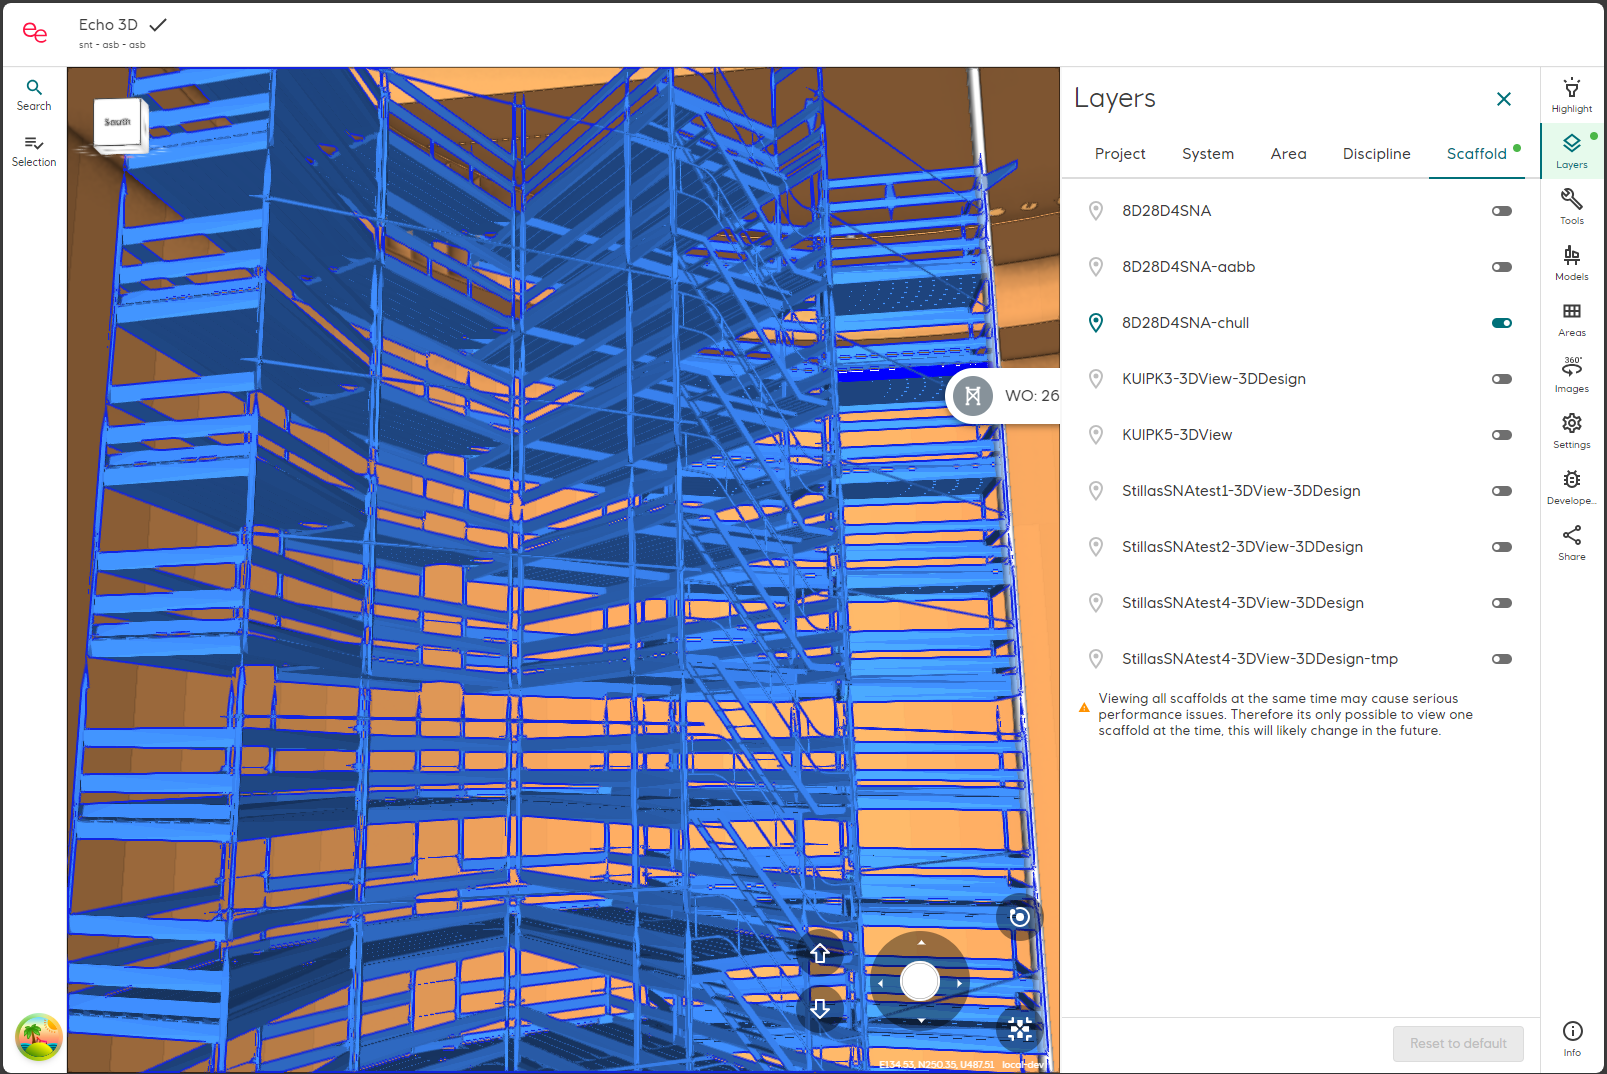 Echo 3D
snt - asb - asb
Search
Selection
South
WO: 26
E134.53, N250.35, U487.51 local-dev
Layers
Project System Area Discipline Scaffold
8D28D4SNA
8D28D4SNA-aabb
8D28D4SNA-chull
KUIPK3-3DView-3DDesign
KUIPK5-3DView
StillasSNAtest1-3DView-3DDesign
StillasSNAtest2-3DView-3DDesign
StillasSNAtest4-3DView-3DDesign
StillasSNAtest4-3DView-3DDesign-tmp
Viewing all scaffolds at the same time may cause serious
performance issues. Therefore its only possible to view one
scaffold at the time, this will likely change in the future.
Reset to default
Highlight
Layers
Tools
Models
Areas
360°
Images
Settings
Develope...
Share
Info